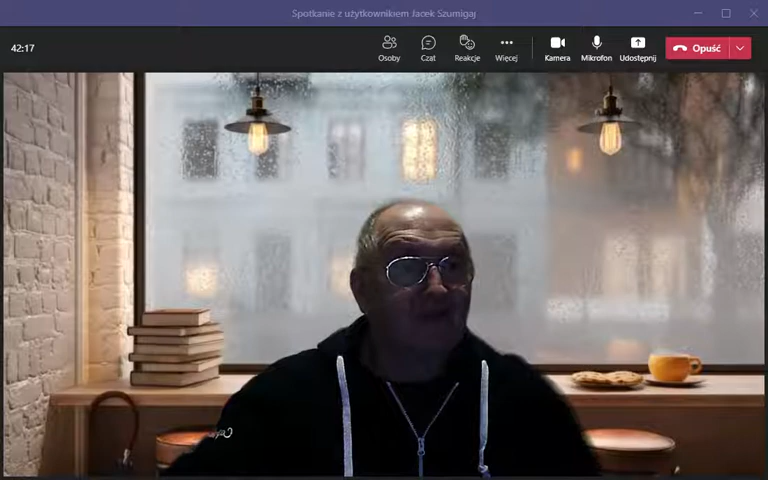 Spotkanie z użytkownikiem Jacek Szumigaj
42:17
Osoby
Czat
Reakcje
Więcej
Kamera
Mikrofon
Udostępnij
Opuść